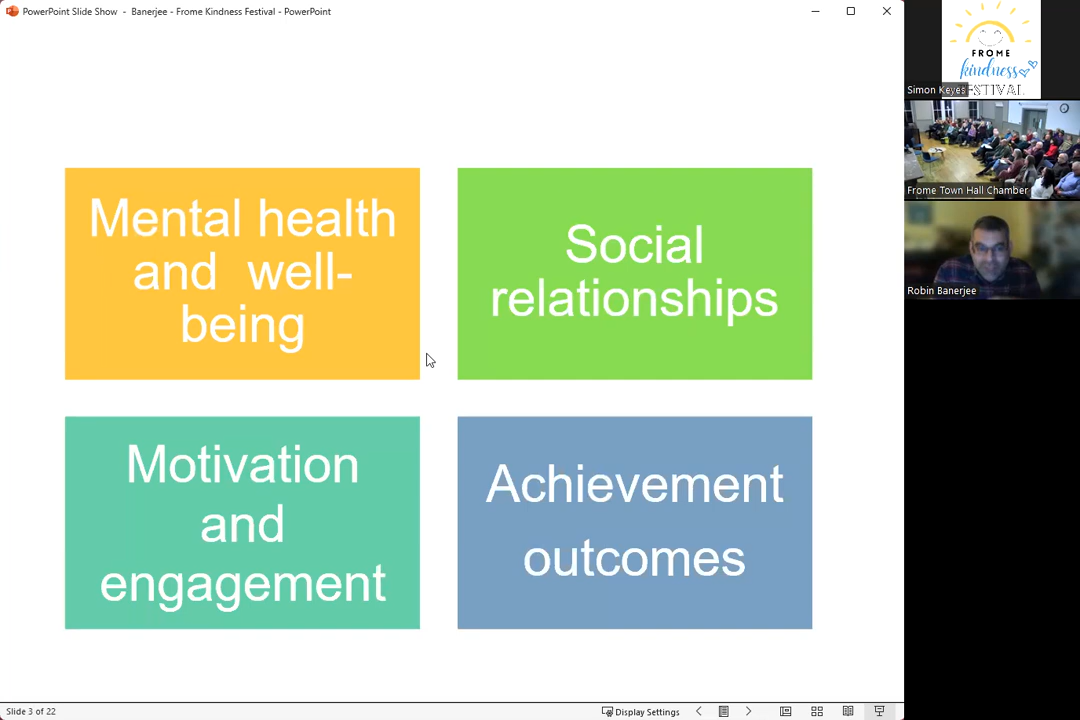 PowerPoint Slide Show - Banerjee - Frome Kindness Festival - PowerPoint
Mental health
and well-
being
Social
relationships
Motivation
and
engagement
Achievement
outcomes
Slide 3 of 22
Display Settings
FROME
kindness
FESTIVAL
Simon Keyes
Frome Town Hall Chamber
Robin Banerjee